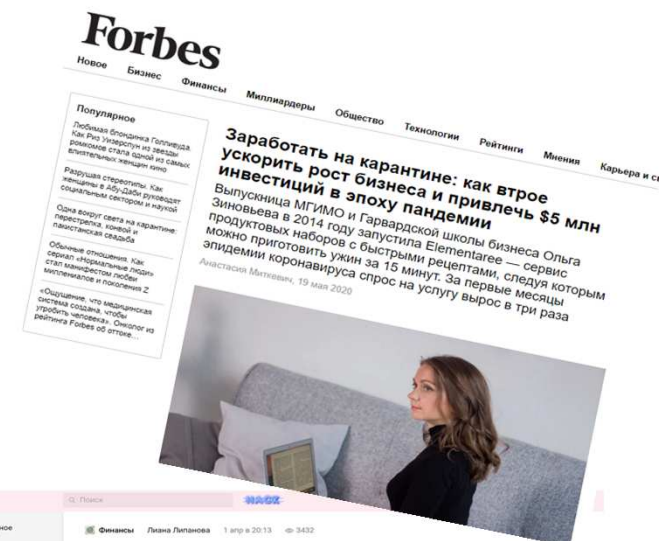 Forbes
Новое Бизнес Финансы Миллиардеры Общество Технологии Рейтинги Мнения Карьера и
Популярное
Любимая блондинка Голливуда.
Как Риз Уизерспун из звезды
ромкомов стала одной из самых
влиятельных женщин кино
Разрушая стереотипы. Как
женщины в Абу-Даби руководят
социальным сектором и наукой
Одна вокруг света на карантине:
перестрелка, конвой и
пакистанская свадьба
Обычные отношения. Как
сериал «Нормальные люди»
стал манифестом любви
миллениалов и поколения Z
«Ощущение, что медицинская
система создана, чтобы
угробить человека». Онколог из
рейтинга Forbes об оттоке...
Заработать на карантине: как втрое
ускорить рост бизнеса и привлечь $5 млн
инвестиций в эпоху пандемии
Выпускница МГИМО и Гарвардской школы бизнеса Ольга
Зиновьева в 2014 году запустила Elementaree — сервис
продуктовых наборов с быстрыми рецептами, следуя которым
можно приготовить ужин за 15 минут. За первые месяцы
эпидемии коронавируса спрос на услугу вырос в три раза
Анастасия Миткевич, 19 мая 2020
Поиск
Финансы Лиана Липанова 1 апр в 20:13 3432